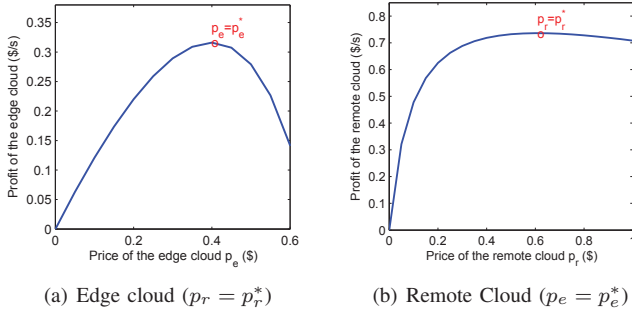 p_e=p_e^*
0.35
0.3
0.25
0.2
0.15
0.1
0.05
0
0 0.2 0.4 0.6
Profit of the edge cloud ($/s)
Price of the edge cloud p_e ($)
(a) Edge cloud (p_r = p_r^*)
p_r=p_r^*
0.8
0.7
0.6
0.5
0.4
0.3
0.2
0.1
0
0 0.2 0.4 0.6 0.8 1
Profit of the remote cloud ($/s)
Price of the remote cloud p_r ($)
(b) Remote Cloud (p_e = p_e^*)